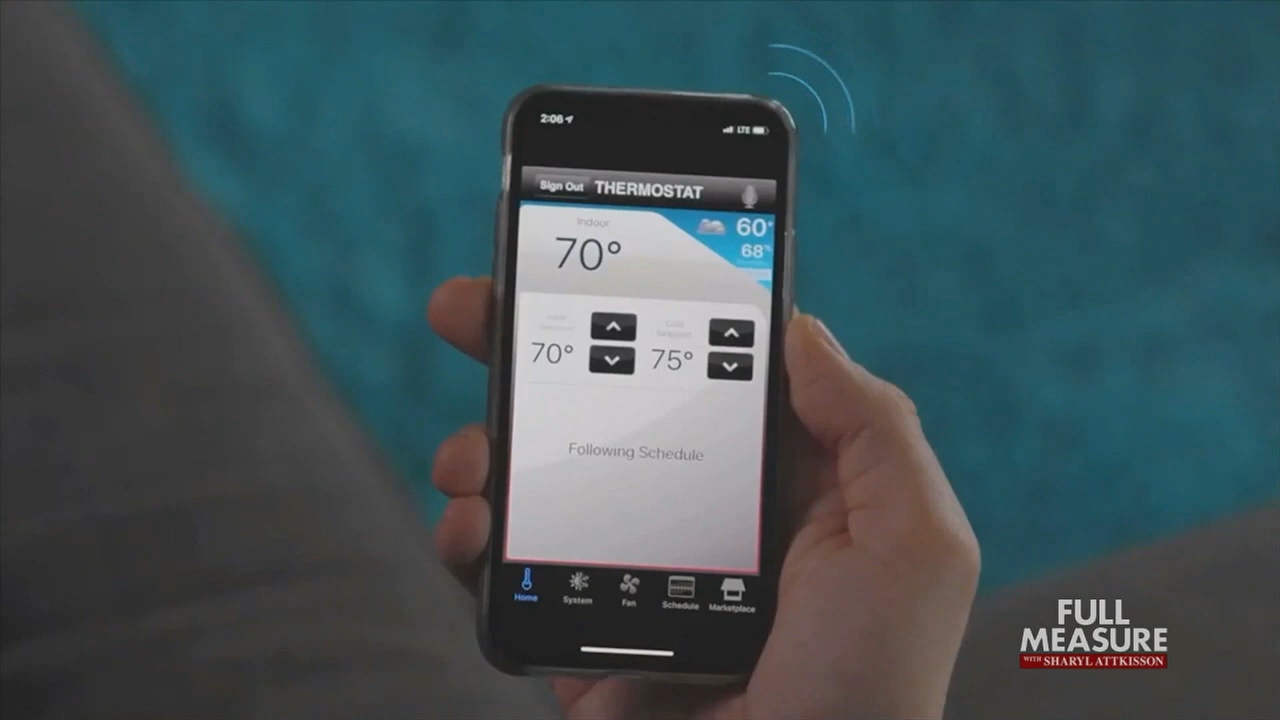 2:06
LTE
Sign Out
THERMOSTAT
Indoor
70°
60°
68%
70°
75°
Following Schedule
Home
System
Fan
Schedule
Marketplace
FULL
MEASURE
WITH SHARYL ATTKISSON